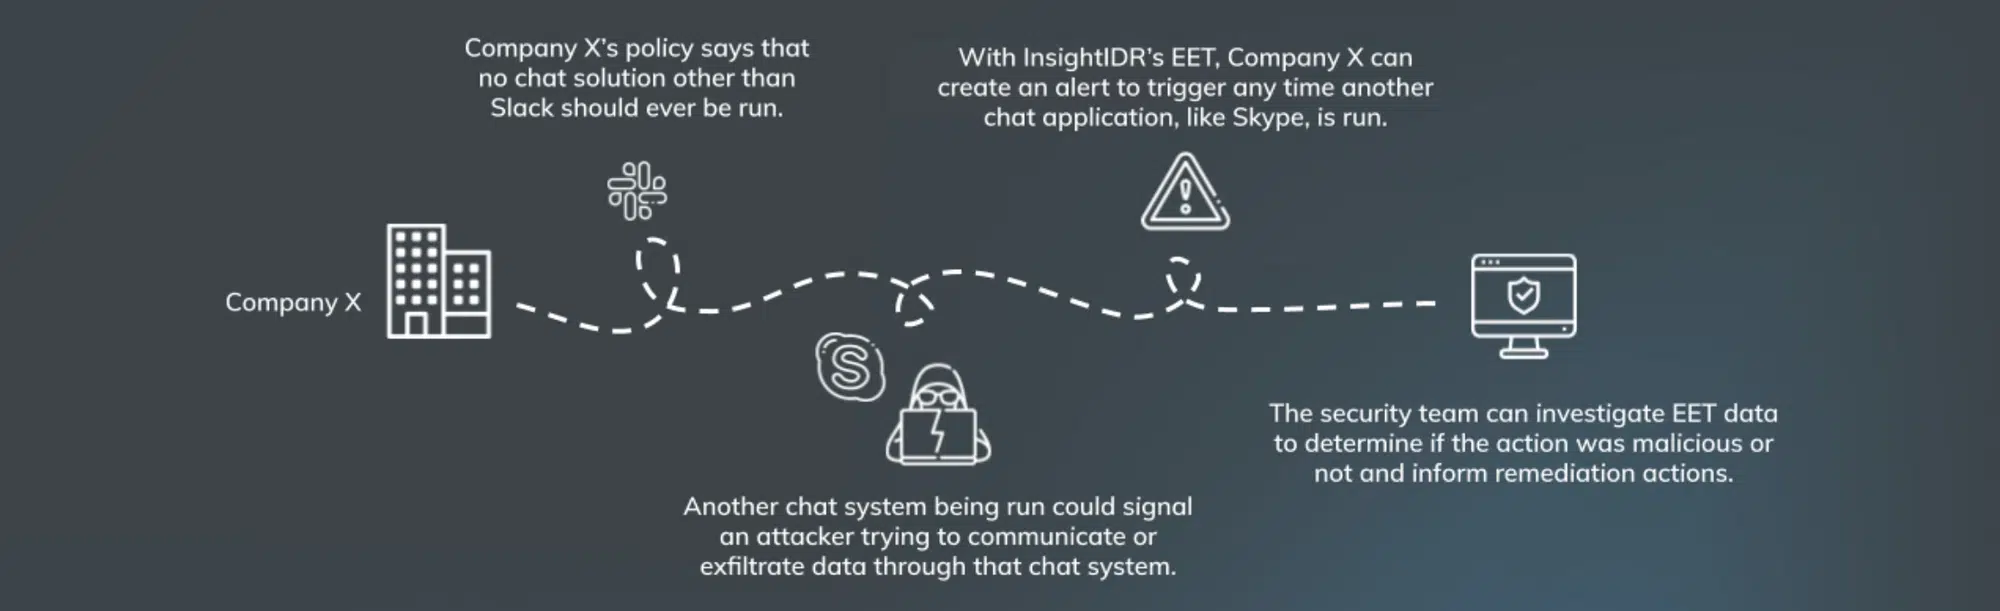 Company X
Company X's policy says that
no chat solution other than
Slack should ever be run.
Another chat system being run could signal
an attacker trying to communicate or
exfiltrate data through that chat system.
With InsightIDR's EET, Company X can
create an alert to trigger any time another
chat application, like Skype, is run.
The security team can investigate EET data
to determine if the action was malicious or
not and inform remediation actions.